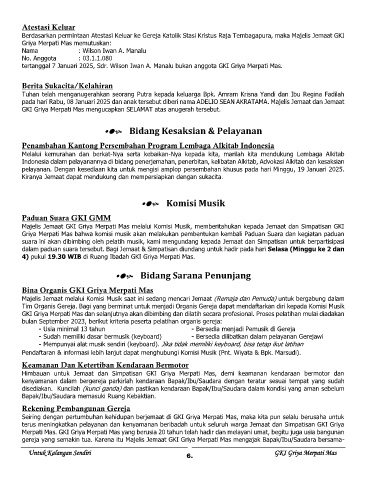 Atestasi Keluar
Berdasarkan permintaan Atestasi Keluar ke Gereja Katolik Stasi Kristus Raja Tembagapura, maka Majelis Jemaat GKI
Griya Merpati Mas memutuskan:
Nama : Wilson Iwan A. Manalu
No. Anggota : 03.1.1.080
tertanggal 7 Januari 2025, Sdr. Wilson Iwan A. Manalu bukan anggota GKI Griya Merpati Mas.
Berita Sukacita/Kelahiran
Tuhan telah menganugerahkan seorang Putra kepada keluarga Bpk. Amram Krisna Yandi dan Ibu Regina Fadilah
pada hari Rabu, 08 Januari 2025 dan anak tersebut diberi nama ADELIO SEAN AKRATAMA. Majelis Jemaat dan Jemaat
GKI Griya Merpati Mas mengucapkan SELAMAT atas anugerah tersebut.
Bidang Kesaksian & Pelayanan
Penambahan Kantong Persembahan Program Lembaga Alkitab Indonesia
Melalui kemurahan dan berkat-Nya serta kebaikan-Nya kepada kita, marilah kita mendukung Lembaga Alkitab
Indonesia dalam pelayanannya di bidang penerjemahan, penerbitan, kelibatan Alkitab, Advokasi Alkitab dan kesaksian
pelayanan. Dengan kesediaan kita untuk mengisi amplop persembahan khusus pada hari Minggu, 19 Januari 2025.
Kiranya Jemaat dapat mendukung dan mempersiapkan dengan sukacita.
Komisi Musik
Paduan Suara GKI GMM
Majelis Jemaat GKI Griya Merpati Mas melalui Komisi Musik, memberitahukan kepada Jemaat dan Simpatisan GKI
Griya Merpati Mas bahwa komisi musik akan melakukan pembentukan kembali Paduan Suara dan kegiatan paduan
suara ini akan dibimbing oleh pelatih musik, kami mengundang kepada Jemaat dan Simpatisan untuk berpartisipasi
dalam paduan suara tersebut. Bagi Jemaat & Simpatisan diundang untuk hadir pada hari Selasa (Minggu ke 2 dan
4) pukul 19.30 WIB di Ruang Ibadah GKI Griya Merpati Mas.
Bidang Sarana Penunjang
Bina Organis GKI Griya Merpati Mas
Majelis Jemaat melalui Komisi Musik saat ini sedang mencari Jemaat (Remaja dan Pemuda) untuk bergabung dalam
Tim Organis Gereja. Bagi yang berminat untuk menjadi Organis Gereja dapat mendaftarkan diri kepada Komisi Musik
GKI Griya Merpati Mas dan selanjutnya akan dibimbing dan dilatih secara profesional. Proses pelatihan mulai diadakan
bulan September 2023, berikut kriteria peserta pelatihan organis gereja:
- Usia minimal 13 tahun - Bersedia menjadi Pemusik di Gereja
- Sudah memiliki dasar bermusik (keyboard) - Bersedia dilibatkan dalam pelayanan Gerejawi
- Mempunyai alat musik sendiri (keyboard). Jika tidak memiliki keyboard, bisa tetap ikut latihan
Pendaftaran & informasi lebih lanjut dapat menghubungi Komisi Musik (Pnt. Wiyata & Bpk. Marsudi).
Keamanan Dan Ketertiban Kendaraan Bermotor
Himbauan untuk Jemaat dan Simpatisan GKI Griya Merpati Mas, demi keamanan kendaraan bermotor dan
kenyamanan dalam bergereja parkirlah kendaraan Bapak/Ibu/Saudara dengan teratur sesuai tempat yang sudah
disediakan. Kuncilah (kunci ganda) dan pastikan kendaraan Bapak/Ibu/Saudara dalam kondisi yang aman sebelum
Bapak/Ibu/Saudara memasuki Ruang Kebaktian.
Rekening Pembangunan Gereja
Seiring dengan pertumbuhan kehidupan berjemaat di GKI Griya Merpati Mas, maka kita pun selalu berusaha untuk
terus meningkatkan pelayanan dan kenyamanan beribadah untuk seluruh warga Jemaat dan Simpatisan GKI Griya
Merpati Mas. GKI Griya Merpati Mas yang berusia 20 tahun telah hadir dan melayani umat, begitu juga usia bangunan
gereja yang semakin tua. Karena itu Majelis Jemaat GKI Griya Merpati Mas mengajak Bapak/Ibu/Saudara bersama-
Untuk Kalangan Sendiri 6. GKI Griya Merpati Mas